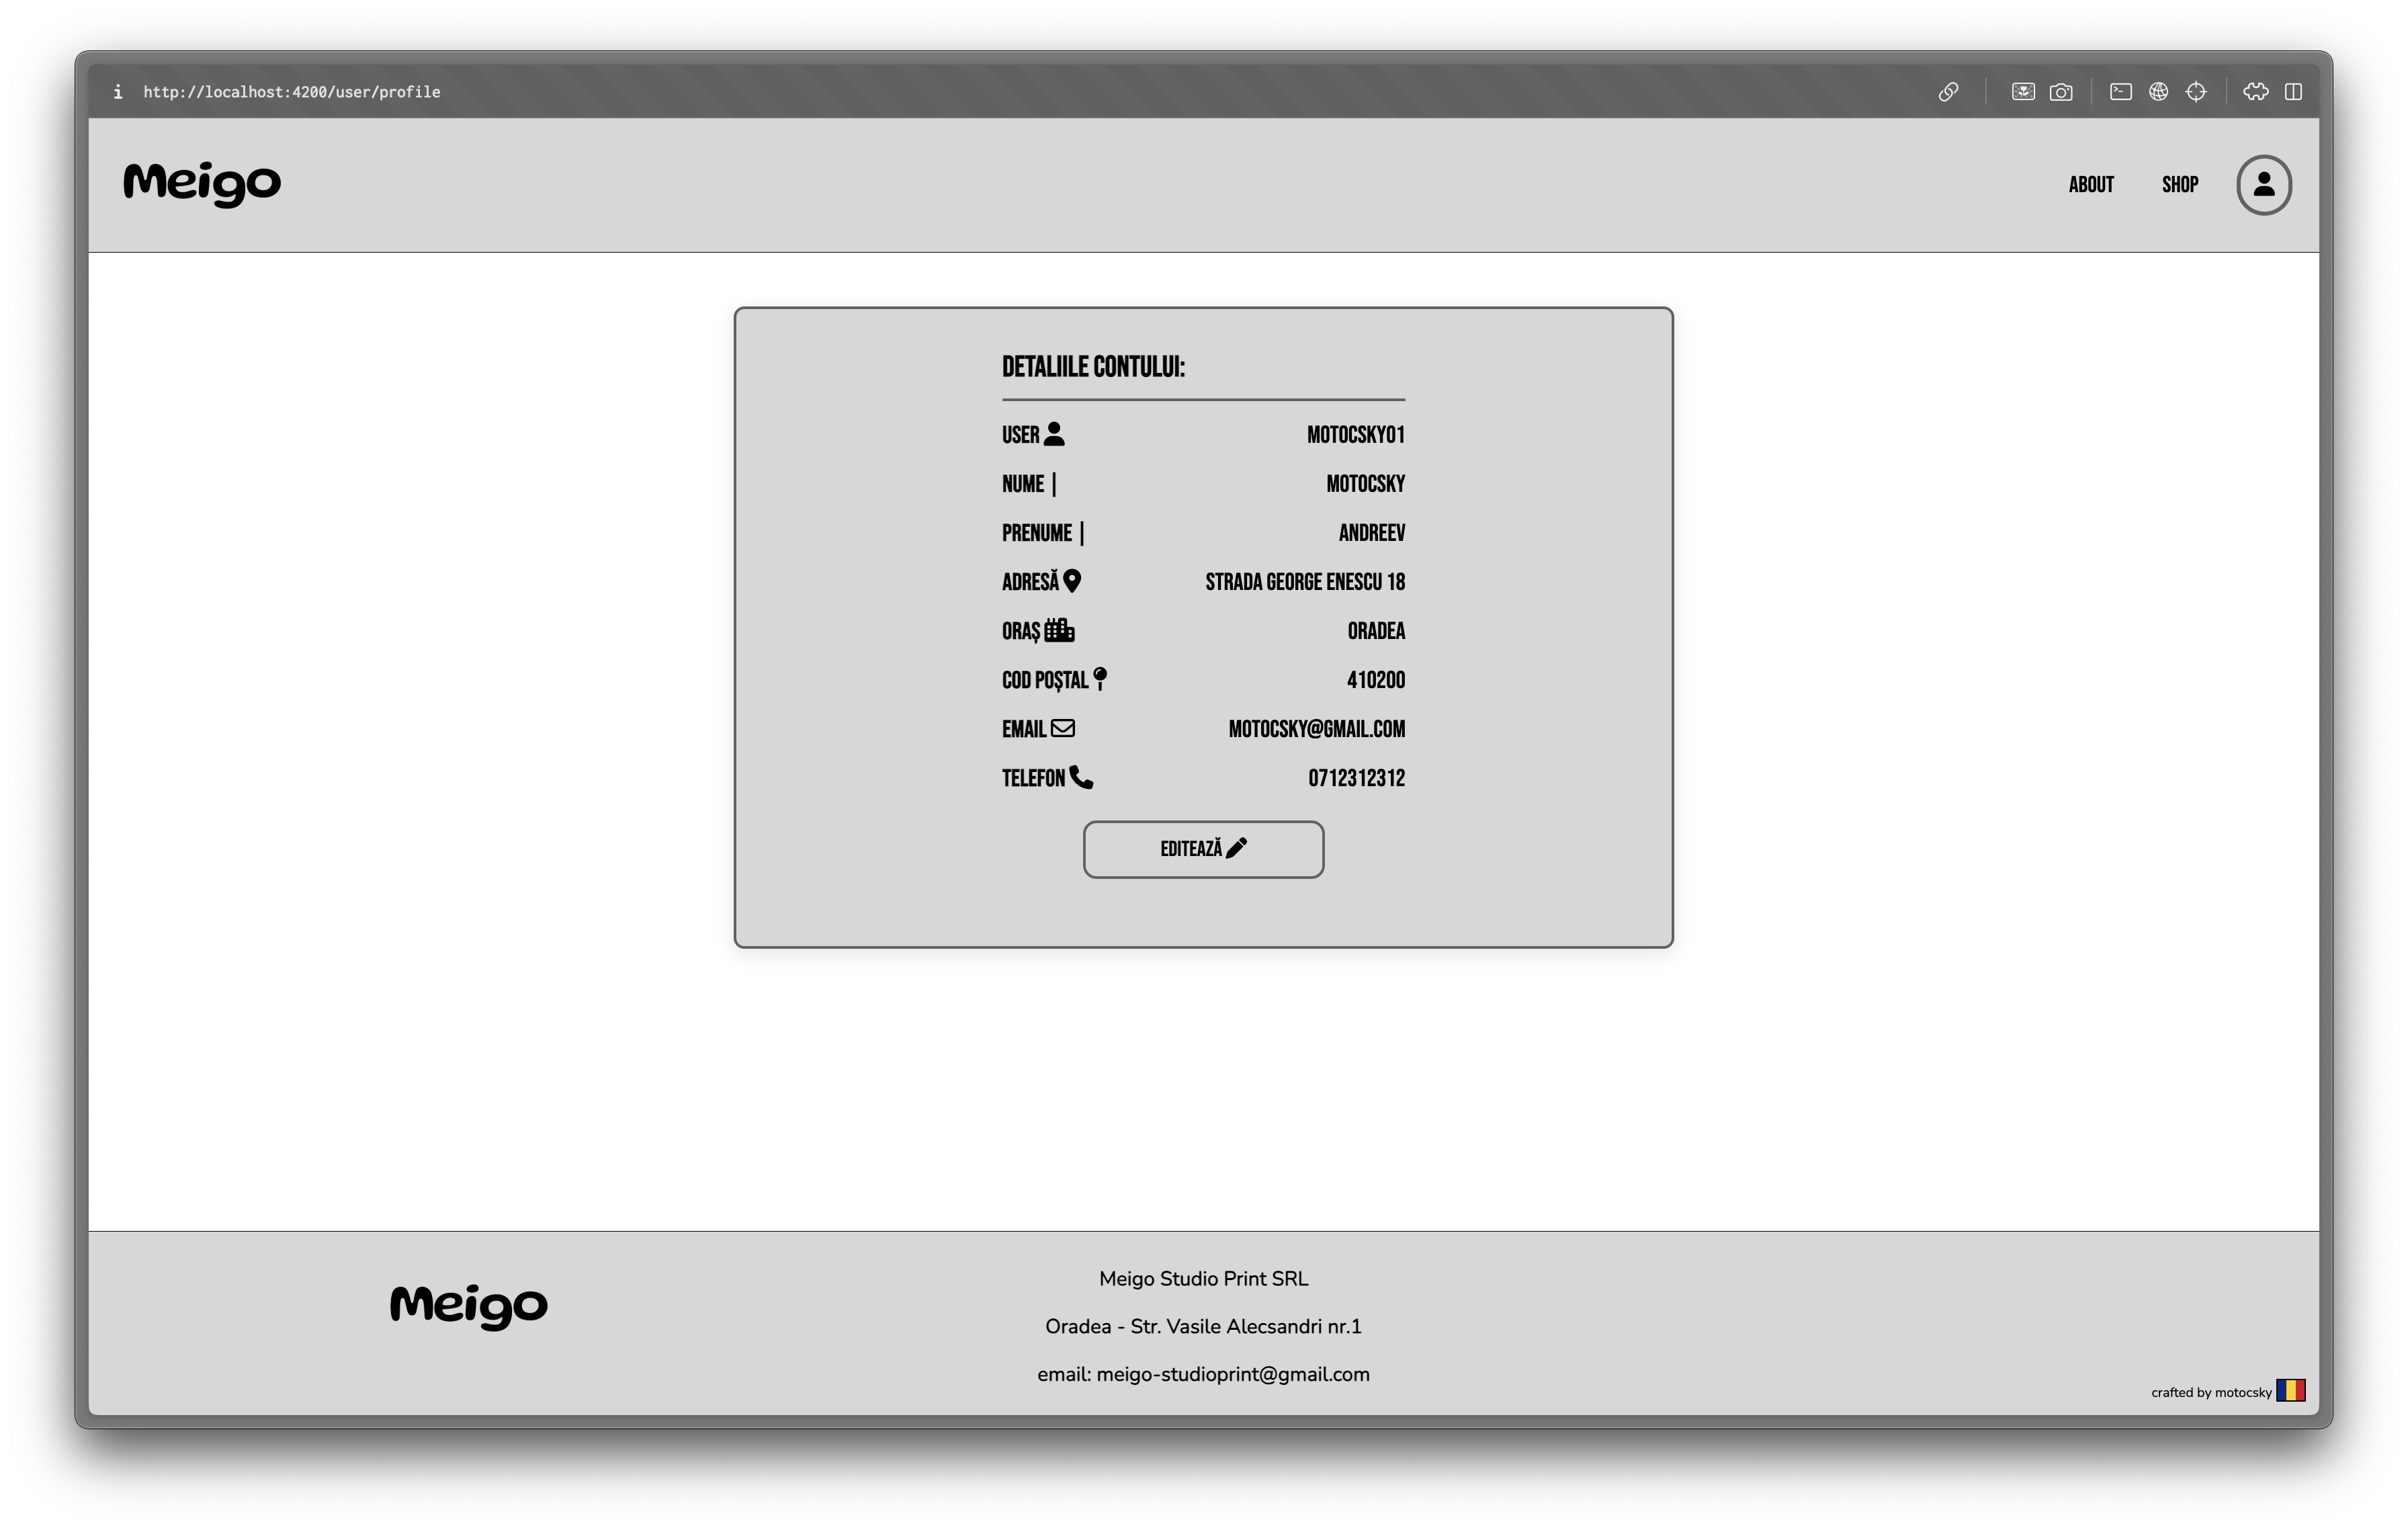 i http://localhost:4200/user/profile
Meigo
ABOUT SHOP
DETALIILE CONTULUI:
USER MOTOCSKY01
NUME | MOTOCSKY
PRENUME | ANDREEV
ADRESĂ STRADA GEORGE ENESCU 18
ORAȘ ORADEA
COD POȘTAL 410200
EMAIL MOTOCSKY@GMAIL.COM
TELEFON 0712312312
EDITEAZĂ
Meigo
Meigo Studio Print SRL
Oradea - Str. Vasile Alecsandri nr.1
email: meigo-studioprint@gmail.com
crafted by motocsky